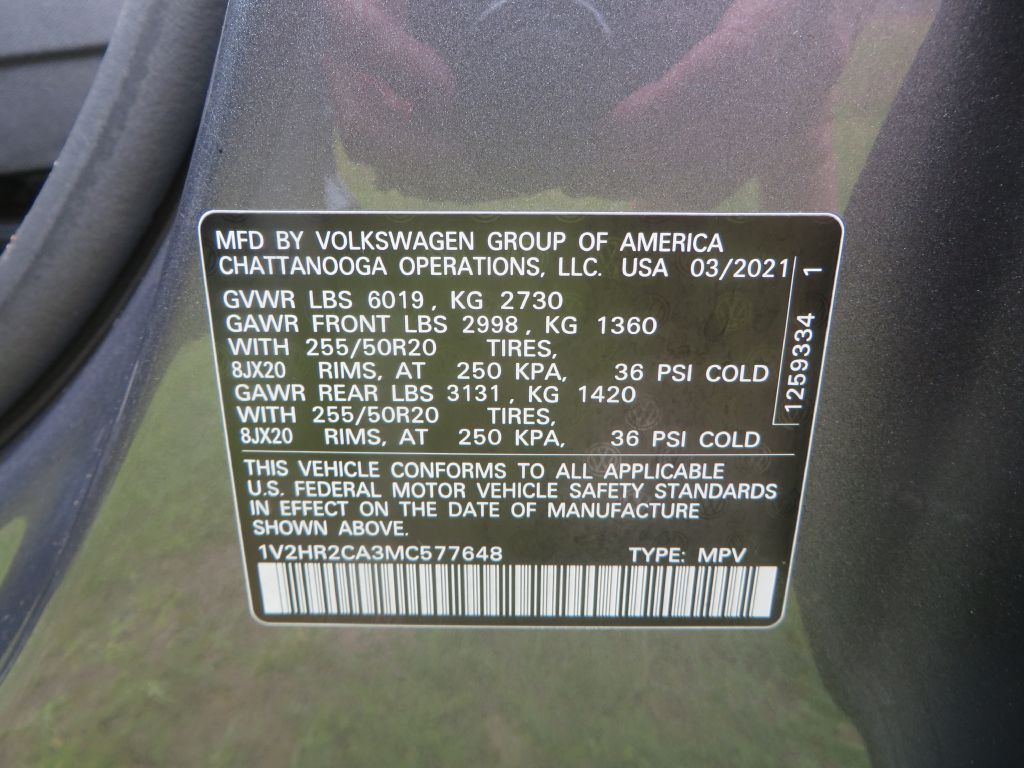 MFD BY VOLKSWAGEN GROUP OF AMERICA
CHATTANOOGA OPERATIONS, LLC. USA 03/2021
GVWR LBS 6019, KG 2730
GAWR FRONT LBS 2998, KG 1360
WITH 255/50R20 TIRES,
8JX20 RIMS, AT 250 KPA, 36 PSI COLD
GAWR REAR LBS 3131, KG 1420
WITH 255/50R20 TIRES,
8JX20 RIMS, AT 250 KPA, 36 PSI COLD
1259334 1
THIS VEHICLE CONFORMS TO ALL APPLICABLE
U.S. FEDERAL MOTOR VEHICLE SAFETY STANDARDS
IN EFFECT ON THE DATE OF MANUFACTURE
SHOWN ABOVE.
1V2HR2CA3MC577648 TYPE: MPV